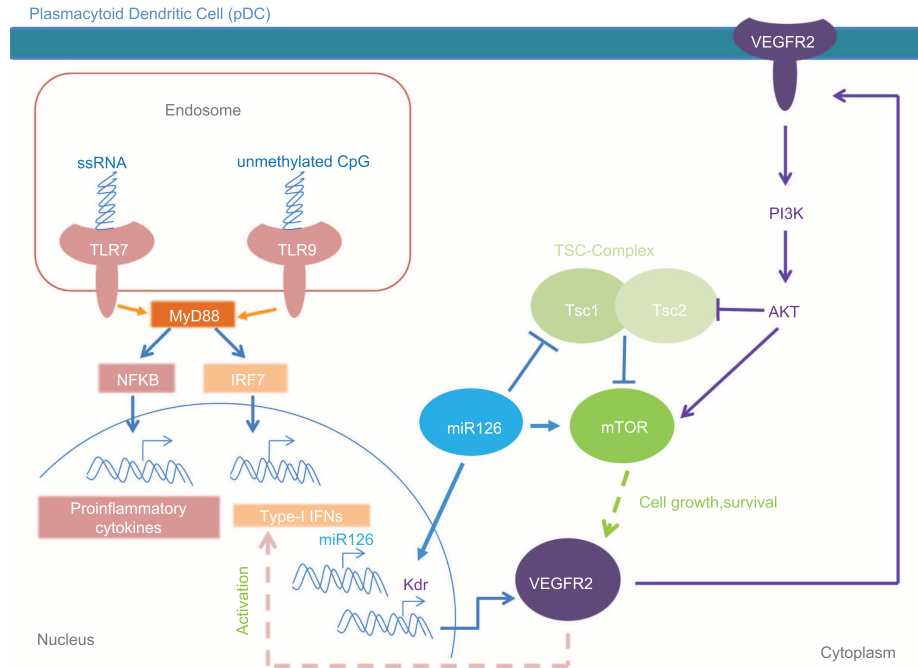 Plasmacytoid Dendritic Cell (pDC)
VEGFR2
Endosome
ssRNA
unmethylated CpG
TLR7
TLR9
PI3K
TSC-Complex
Tsc1
Tsc2
AKT
MyD88
NFKB
IRF7
miR126
mTOR
Proinflammatory
cytokines
Type-I IFNs
Cell growth,survival
miR126
Kdr
VEGFR2
Activation
Nucleus
Cytoplasm